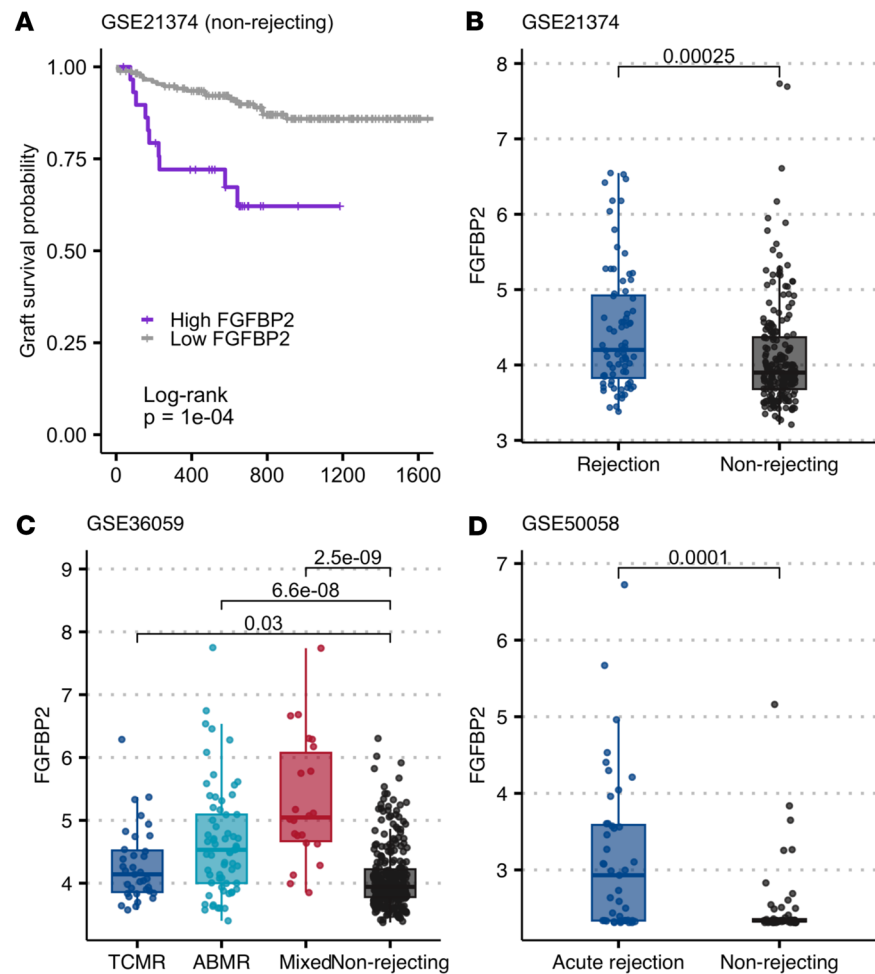 A
GSE21374 (non-rejecting)
Graft survival probability
1.00
0.75
0.50
0.25
0.00
High FGFBP2
Low FGFBP2
Log-rank
p = 1e-04
0 400 800 1200 1600
B
GSE21374
FGFBP2
8
7
6
5
4
3
0.00025
Rejection Non-rejecting
C
GSE36059
FGFBP2
9
8
7
6
5
4
2.5e-09
6.6e-08
0.03
TCMR ABMR Mixed Non-rejecting
D
GSE50058
FGFBP2
7
6
5
4
3
0.0001
Acute rejection Non-rejecting